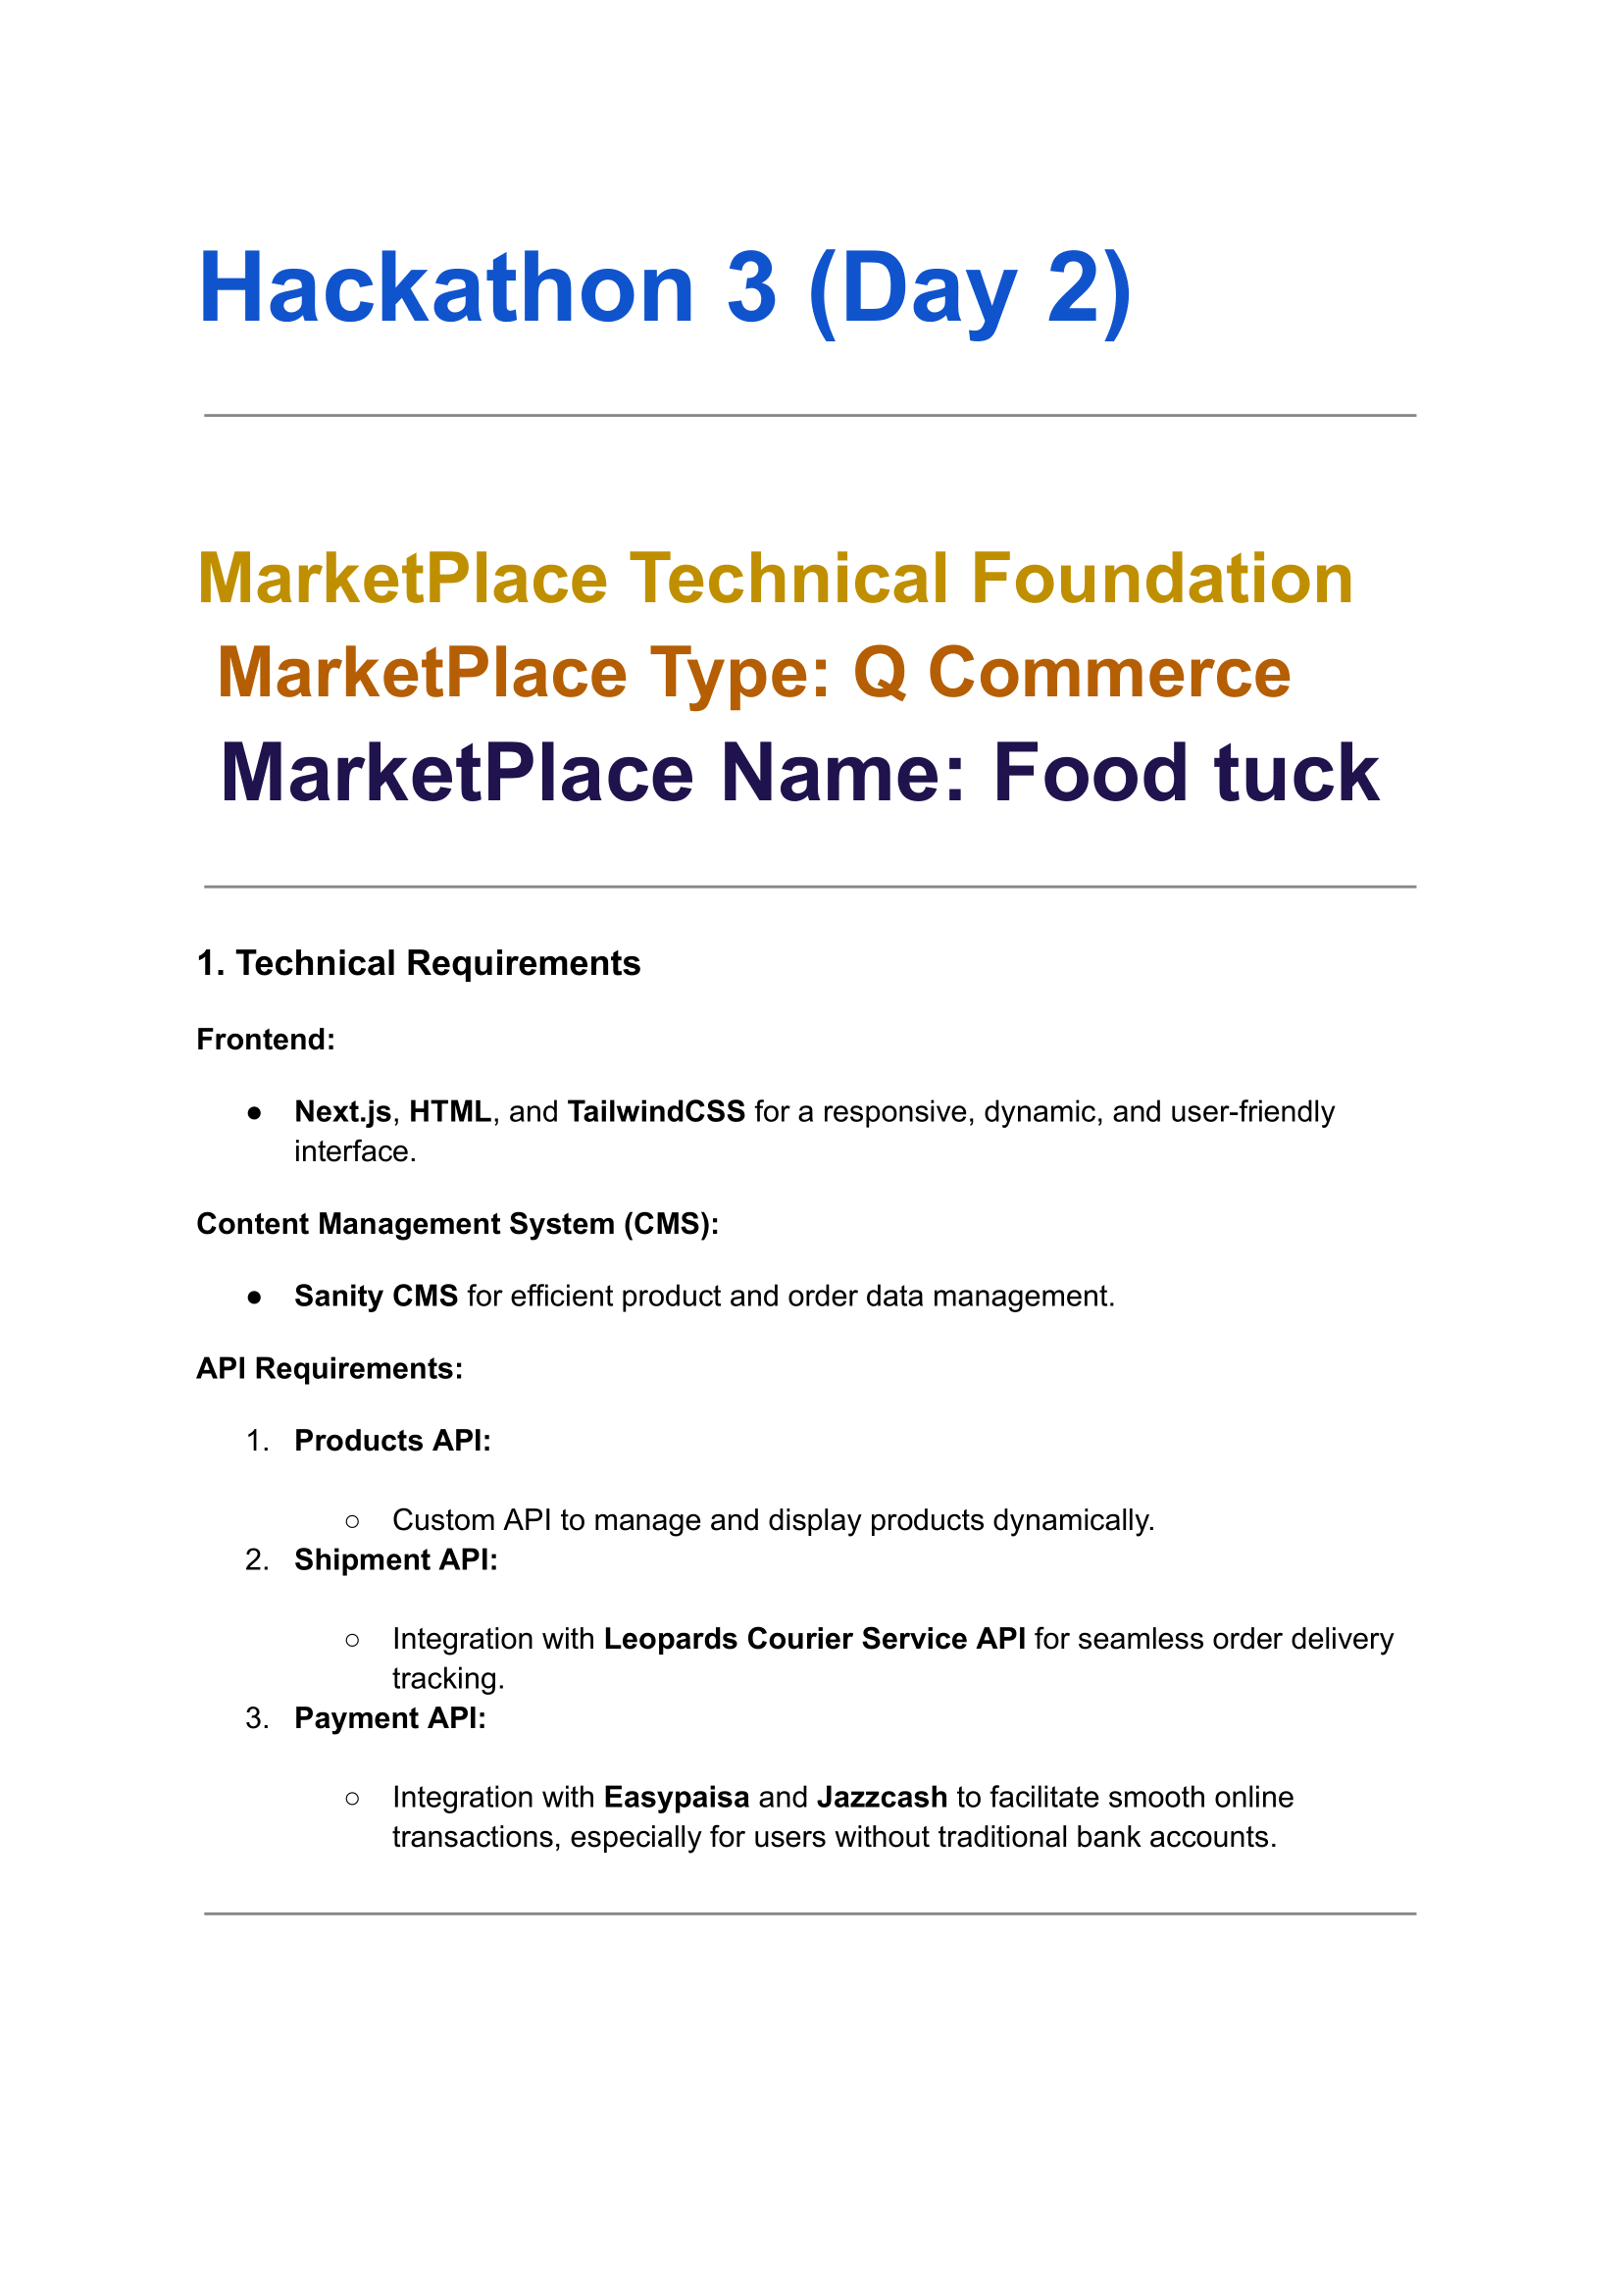 Hackathon 3 (Day 2)
MarketPlace Technical Foundation
MarketPlace Type: Q Commerce
MarketPlace Name: Food tuck
1. Technical Requirements
Frontend:
● Next.js, HTML, and TailwindCSS for a responsive, dynamic, and user-friendly
interface.
Content Management System (CMS):
● Sanity CMS for efficient product and order data management.
API Requirements:
1. Products API:
○ Custom API to manage and display products dynamically.
2. Shipment API:
○ Integration with Leopards Courier Service API for seamless order delivery
tracking.
3. Payment API:
○ Integration with Easypaisa and Jazzcash to facilitate smooth online
transactions, especially for users without traditional bank accounts.